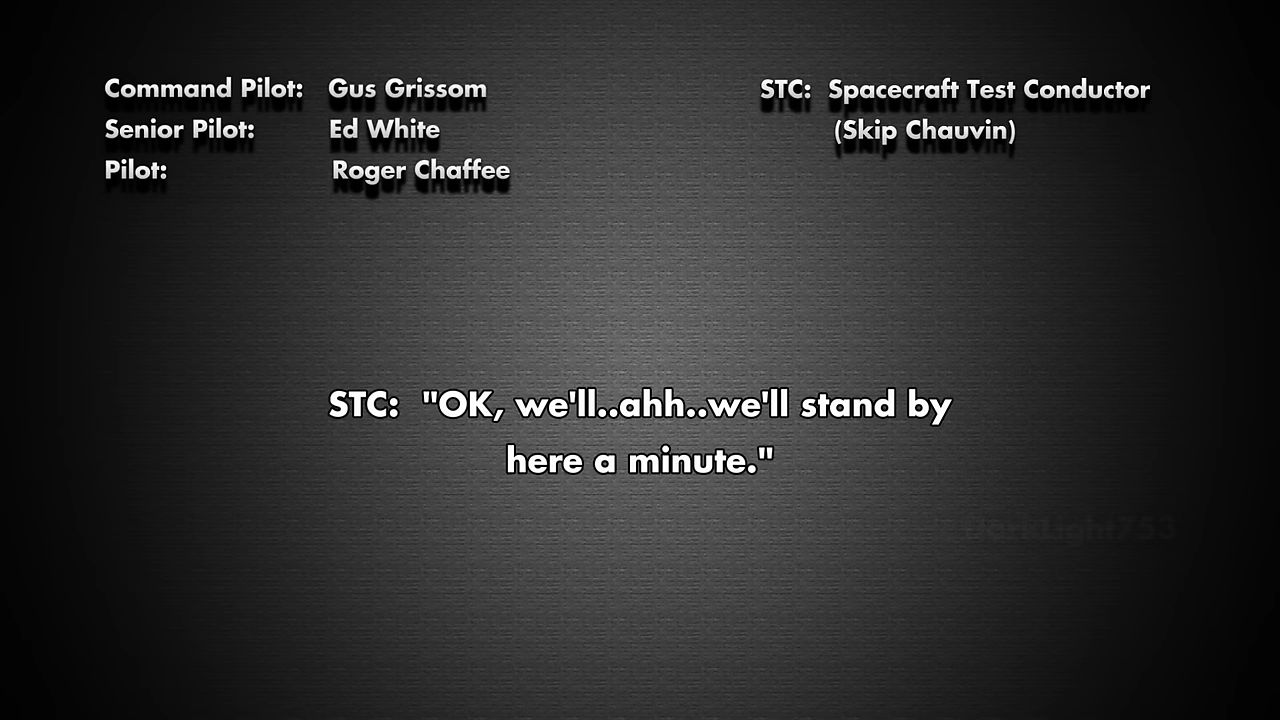 Command Pilot: Gus Grissom
Senior Pilot: Ed White
Pilot: Roger Chaffee
STC: Spacecraft Test Conductor
(Skip Chauvin)
STC: "OK, we'll..ahh..we'll stand by
here a minute."